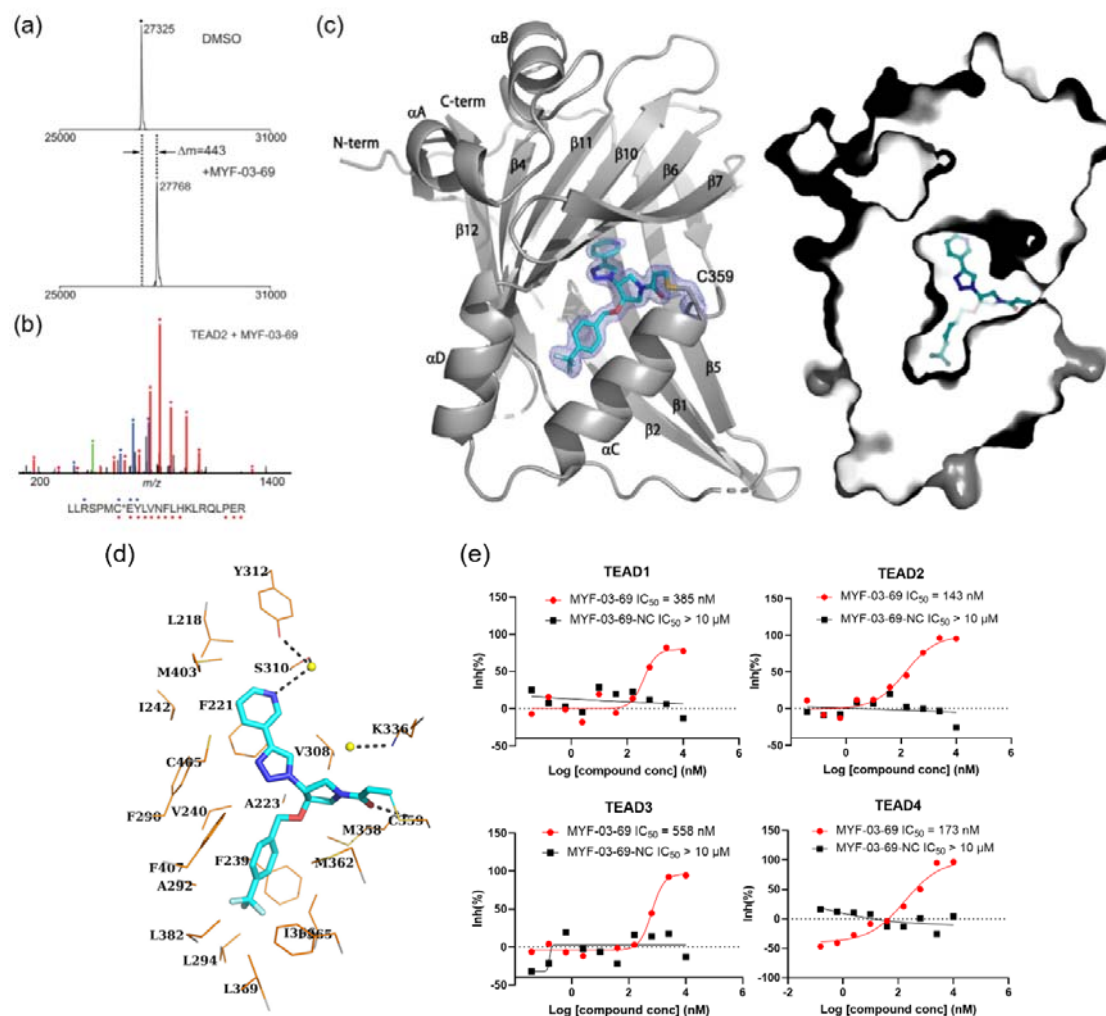 (a)
27325
DMSO
25000
31000
Δm=443
+MYF-03-69
27768
25000
31000
(b)
TEAD2 + MYF-03-69
200
m/z
1400
LLRSPMC*EYLVNFLHKLRQLPER
(c)
αB
C-term
αA
N-term
β4
β11
β10
β6
β7
β12
C359
αD
β5
β1
β2
αC
(d)
Y312
L218
M403
S310
I242
F221
K336
V308
C405
F290
V240
A223
C359
M358
F407
F239
M362
A292
L382
L294
L369
(e)
TEAD1
MYF-03-69 IC50 = 385 nM
MYF-03-69-NC IC50 > 10 μM
Inh(%)
150
100
50
0
-50
-2 0 2 4 6
Log [compound conc] (nM)
TEAD2
MYF-03-69 IC50 = 143 nM
MYF-03-69-NC IC50 > 10 μM
Inh(%)
150
100
50
0
-50
-2 0 2 4 6
Log [compound conc] (nM)
TEAD3
MYF-03-69 IC50 = 558 nM
MYF-03-69-NC IC50 > 10 μM
Inh(%)
150
100
50
0
-50
-2 0 2 4 6
Log [compound conc] (nM)
TEAD4
MYF-03-69 IC50 = 173 nM
MYF-03-69-NC IC50 > 10 μM
Inh(%)
150
100
50
0
-50
-100
-2 0 2 4 6
Log [compound conc] (nM)